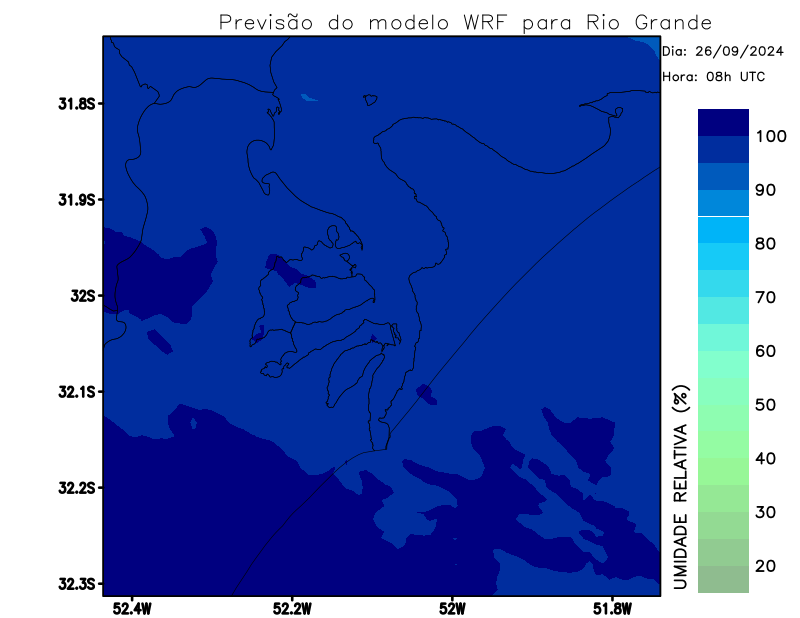 Previsão do modelo WRF para Rio Grande
Dia: 26/09/2024
Hora: 08h UTC
31.8S
31.9S
32S
32.1S
32.2S
32.3S
52.4W
52.2W
52W
51.8W
100
90
80
70
60
50
40
30
20
UMIDADE RELATIVA (%)